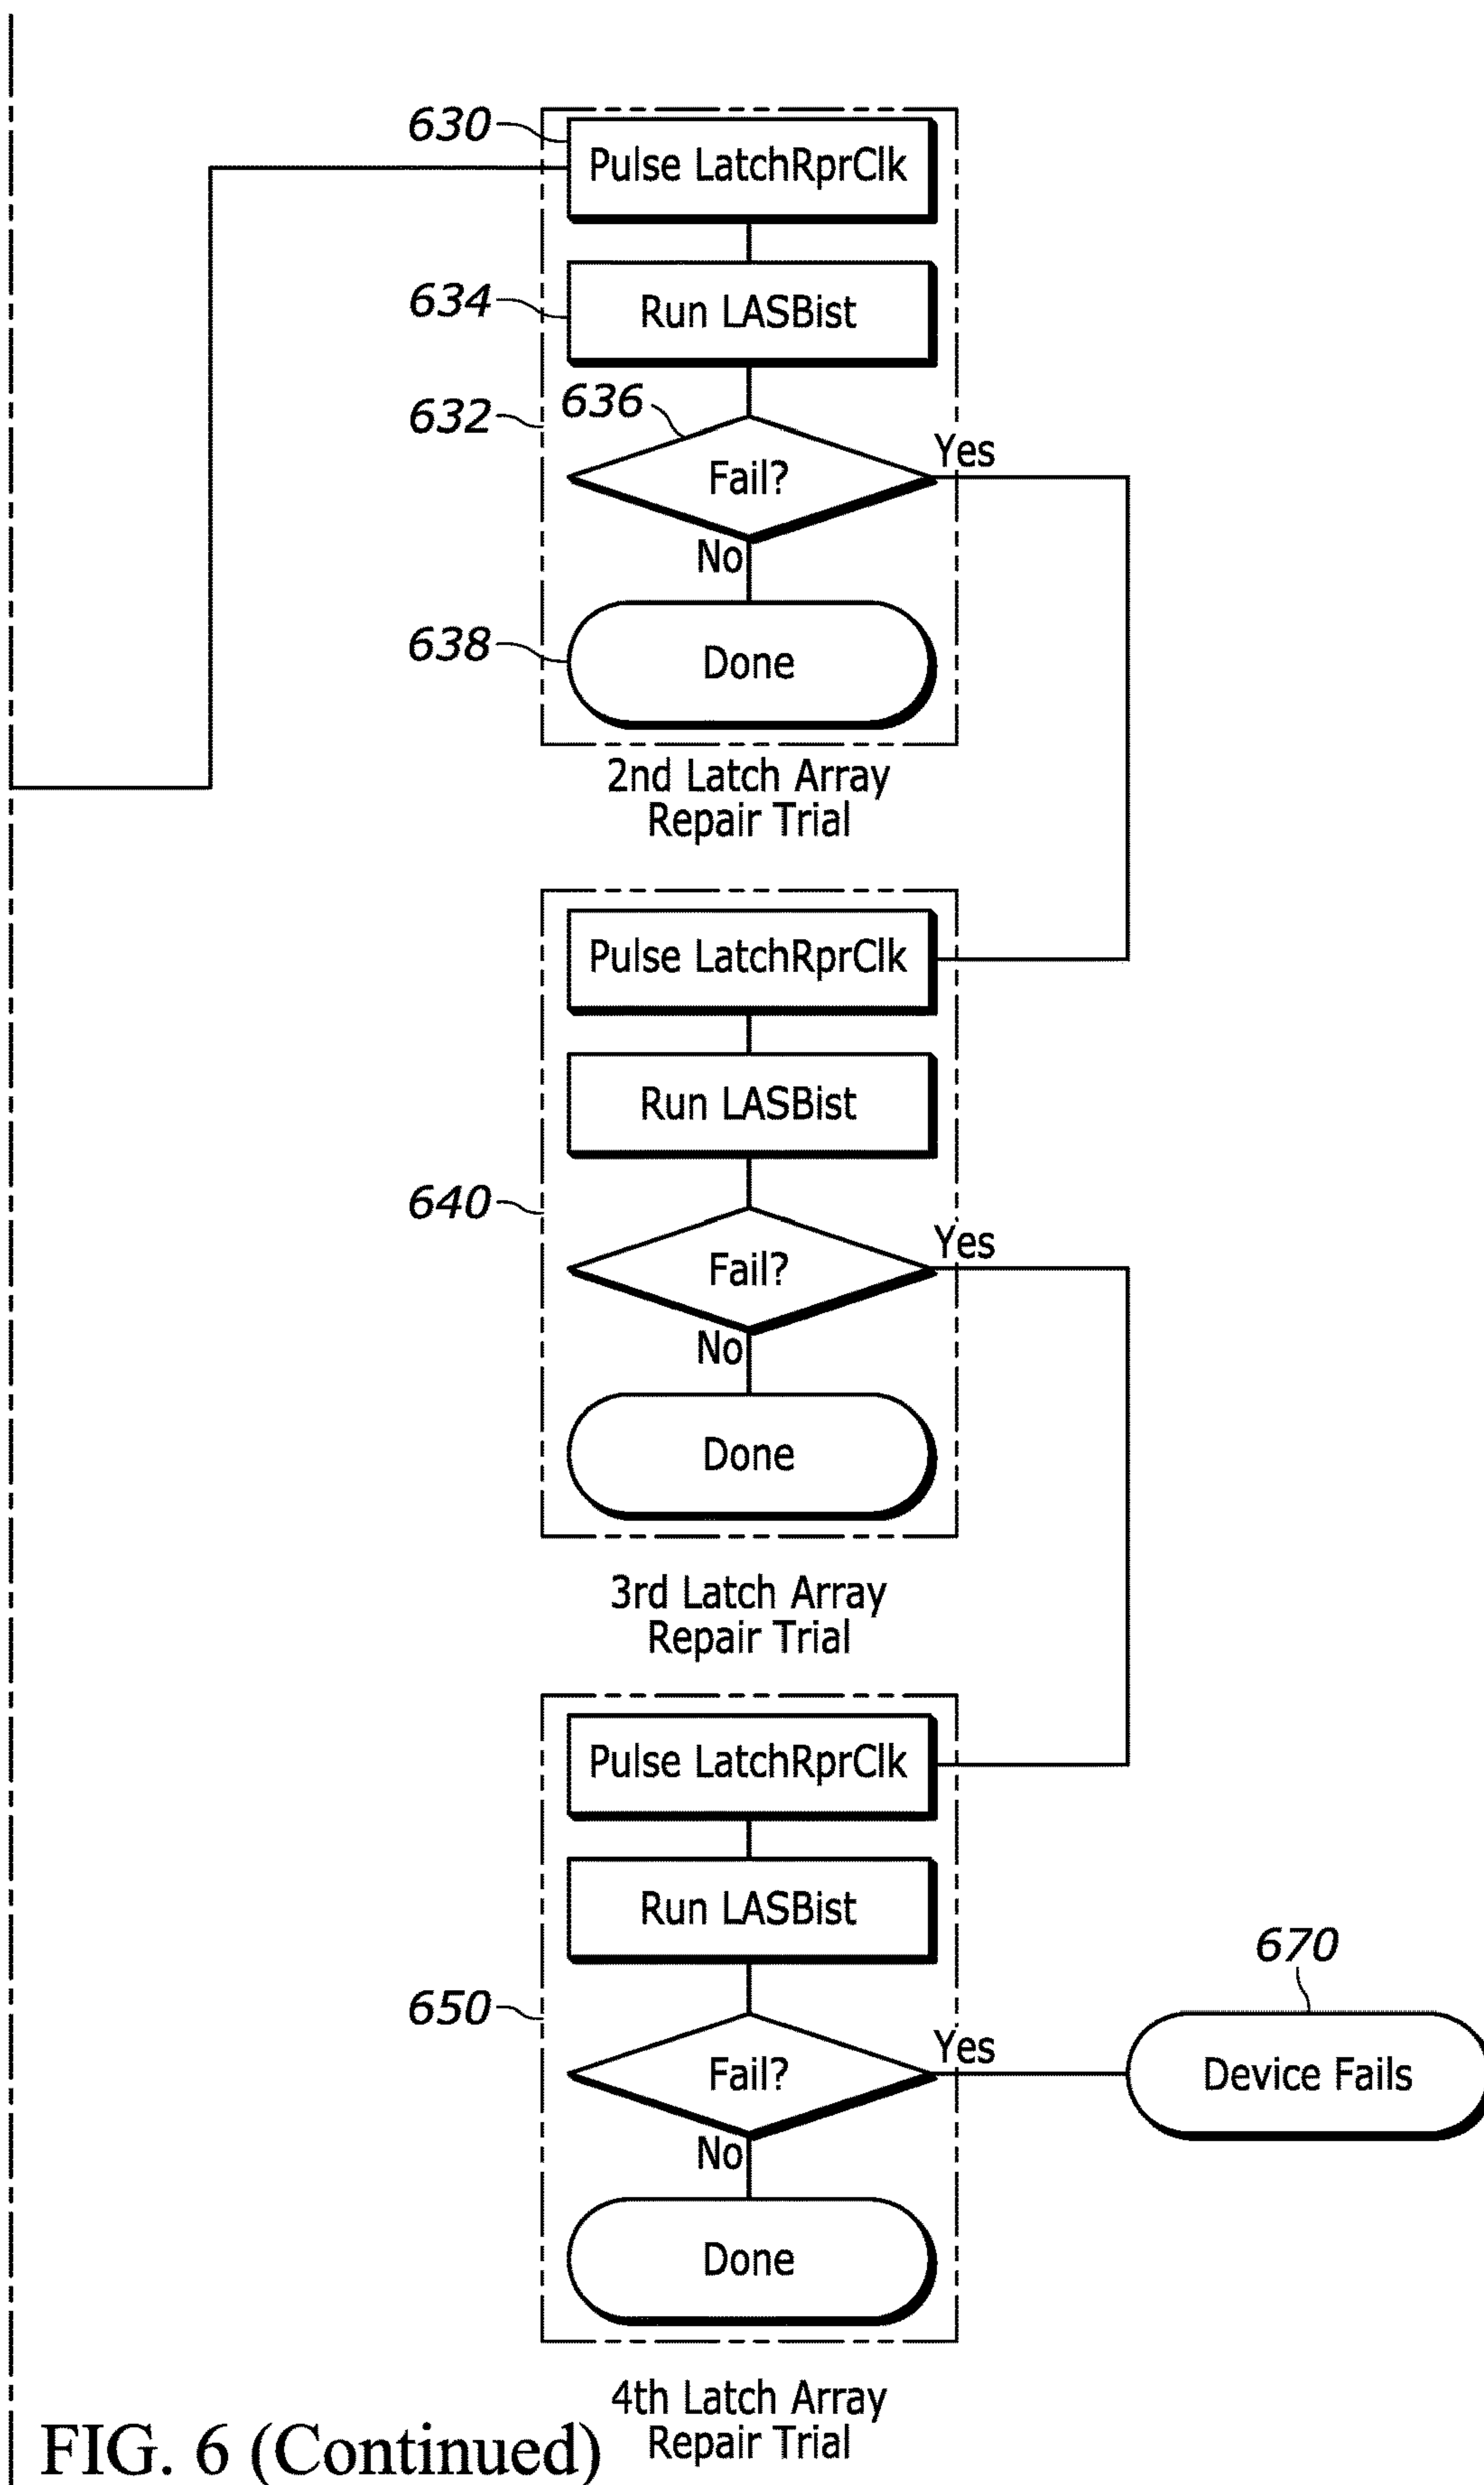 630
Pulse LatchRprClk
634
Run LASBist
632
636
Fail?
Yes
No
638
Done
2nd Latch Array
Repair Trial
Pulse LatchRprClk
Run LASBist
640
Fail?
Yes
No
Done
3rd Latch Array
Repair Trial
Pulse LatchRprClk
Run LASBist
650
Fail?
Yes
670
Device Fails
No
Done
4th Latch Array
Repair Trial
FIG. 6 (Continued)